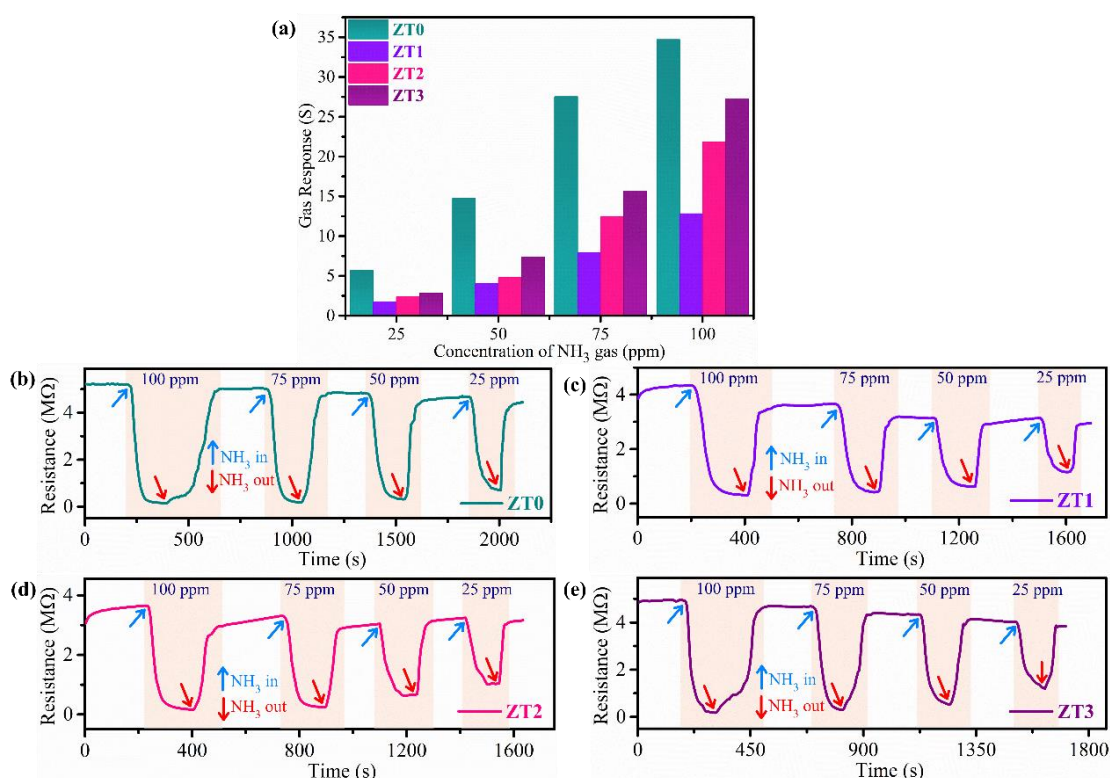 (a)
ZT0
ZT1
ZT2
ZT3
Gas Response (S)
35
30
25
20
15
10
5
0
25 50 75 100
Concentration of NH3 gas (ppm)
(b)
100 ppm 75 ppm 50 ppm 25 ppm
Resistance (MΩ)
4
2
0
NH3 in
NH3 out
ZT0
0 500 1000 1500 2000
Time (s)
(c)
100 ppm 75 ppm 50 ppm 25 ppm
Resistance (MΩ)
4
3
2
1
0
NH3 in
NH3 out
ZT1
0 400 800 1200 1600
Time (s)
(d)
100 ppm 75 ppm 50 ppm 25 ppm
Resistance (MΩ)
4
2
0
NH3 in
NH3 out
ZT2
0 400 800 1200 1600
Time (s)
(e)
100 ppm 75 ppm 50 ppm 25 ppm
Resistance (MΩ)
4
2
0
NH3 in
NH3 out
ZT3
0 450 900 1350 1800
Time (s)